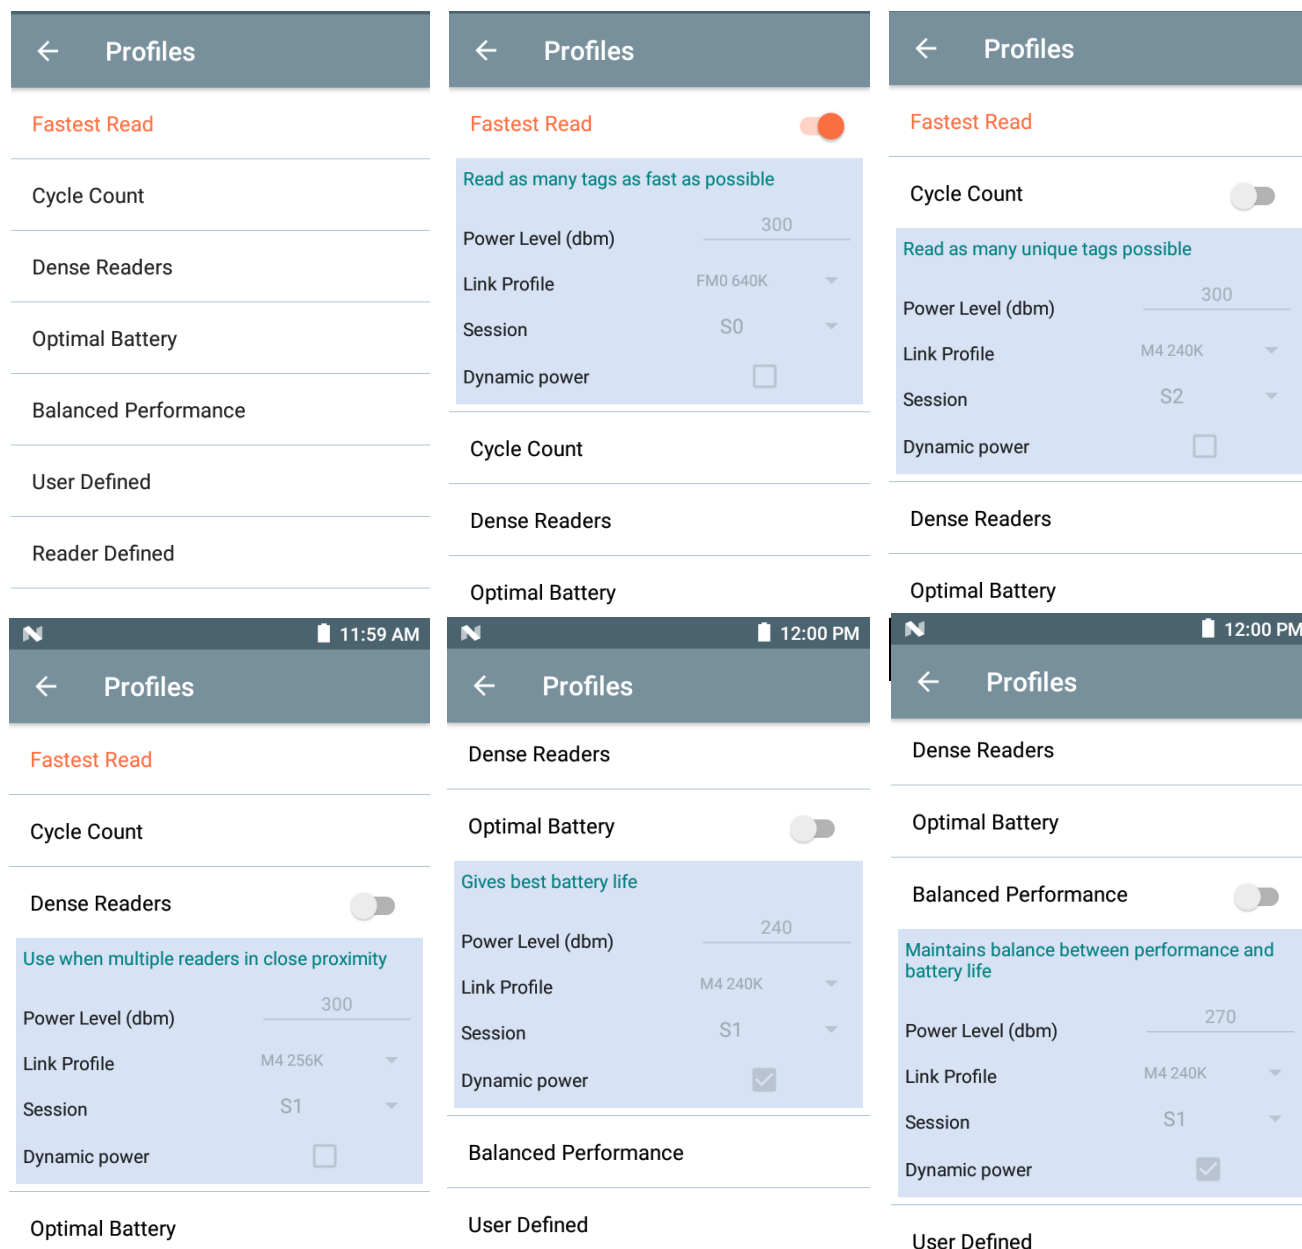 Profiles
Fastest Read
Cycle Count
Dense Readers
Optimal Battery
Balanced Performance
User Defined
Reader Defined
Profiles
Fastest Read
Read as many tags as fast as possible
Power Level (dbm) 300
Link Profile FM0 640K
Session S0
Dynamic power
Cycle Count
Dense Readers
Optimal Battery
Profiles
Fastest Read
Cycle Count
Read as many unique tags possible
Power Level (dbm) 300
Link Profile M4 240K
Session S2
Dynamic power
Dense Readers
Optimal Battery
11:59 AM
Profiles
Fastest Read
Cycle Count
Dense Readers
Use when multiple readers in close proximity
Power Level (dbm) 300
Link Profile M4 256K
Session S1
Dynamic power
Optimal Battery
12:00 PM
Profiles
Dense Readers
Optimal Battery
Gives best battery life
Power Level (dbm) 240
Link Profile M4 240K
Session S1
Dynamic power
Balanced Performance
User Defined
12:00 PM
Profiles
Dense Readers
Optimal Battery
Balanced Performance
Maintains balance between performance and
battery life
Power Level (dbm) 270
Link Profile M4 240K
Session S1
Dynamic power
User Defined